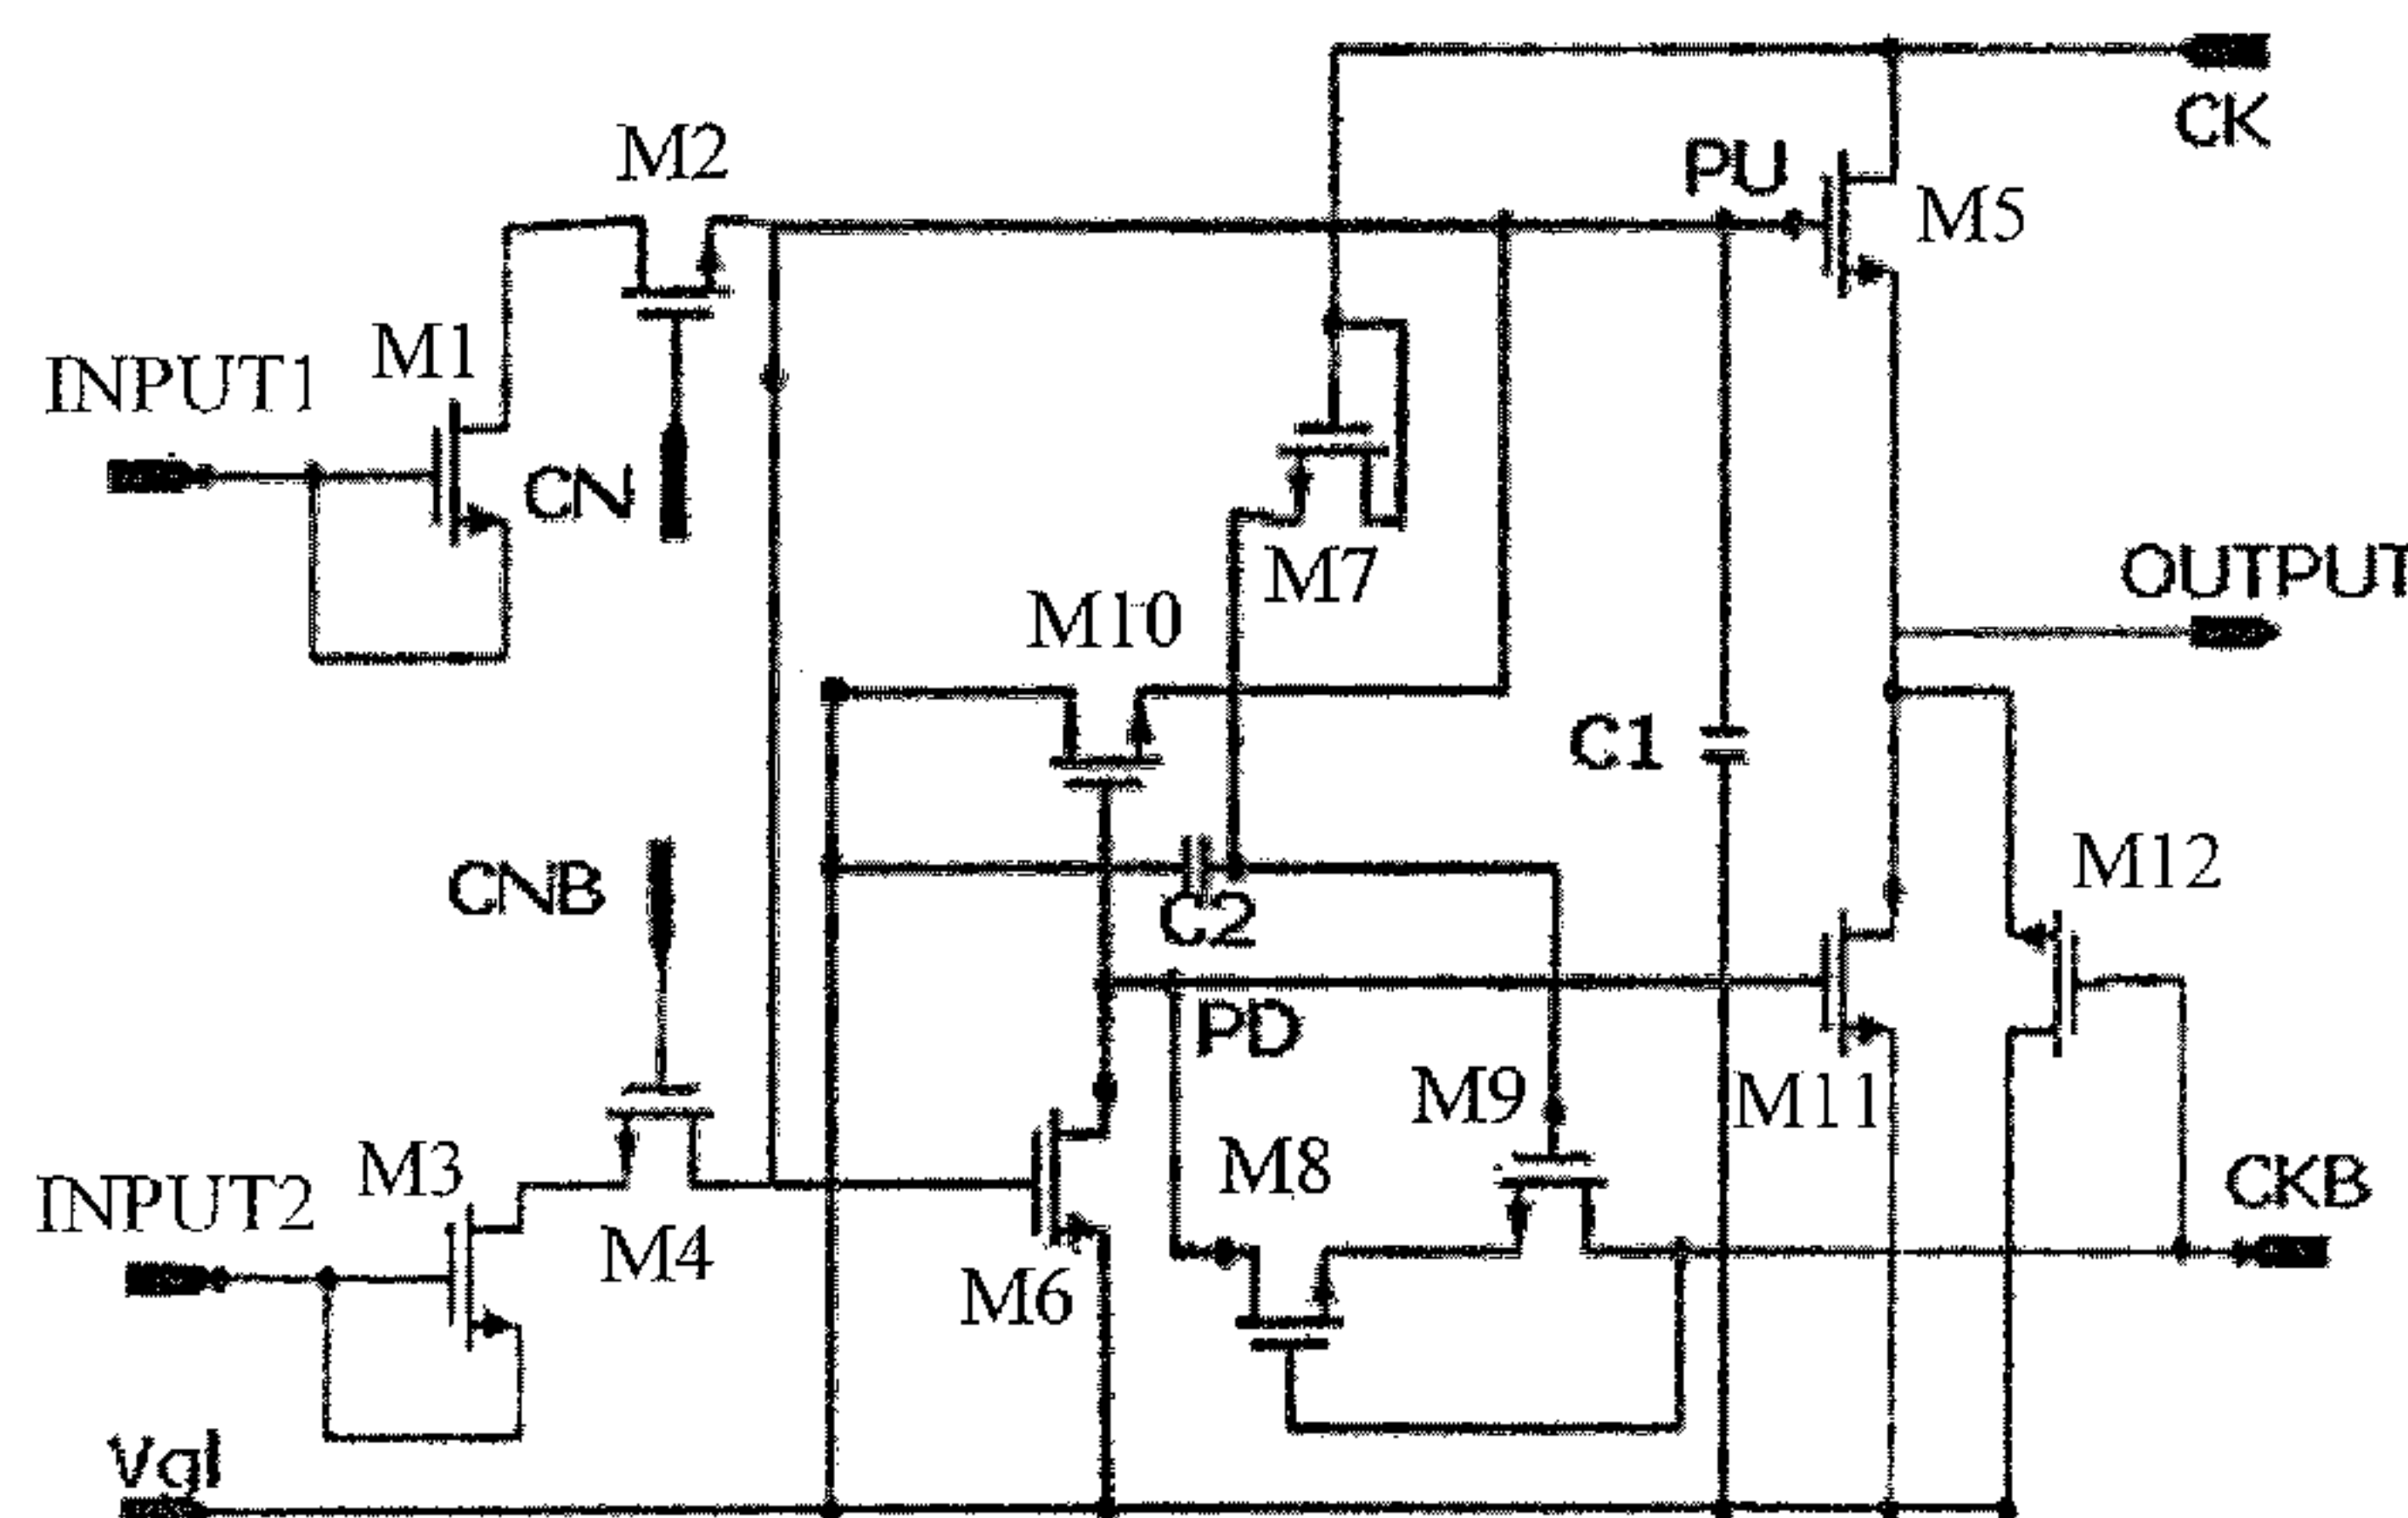 CK
M2
PU
M5
M1
INPUT1
CN
OUTPUT
M7
M10
C1
M12
CNB
C2
PD
M9
M11
M8
CKB
M3
INPUT2
M4
M6
Vgl